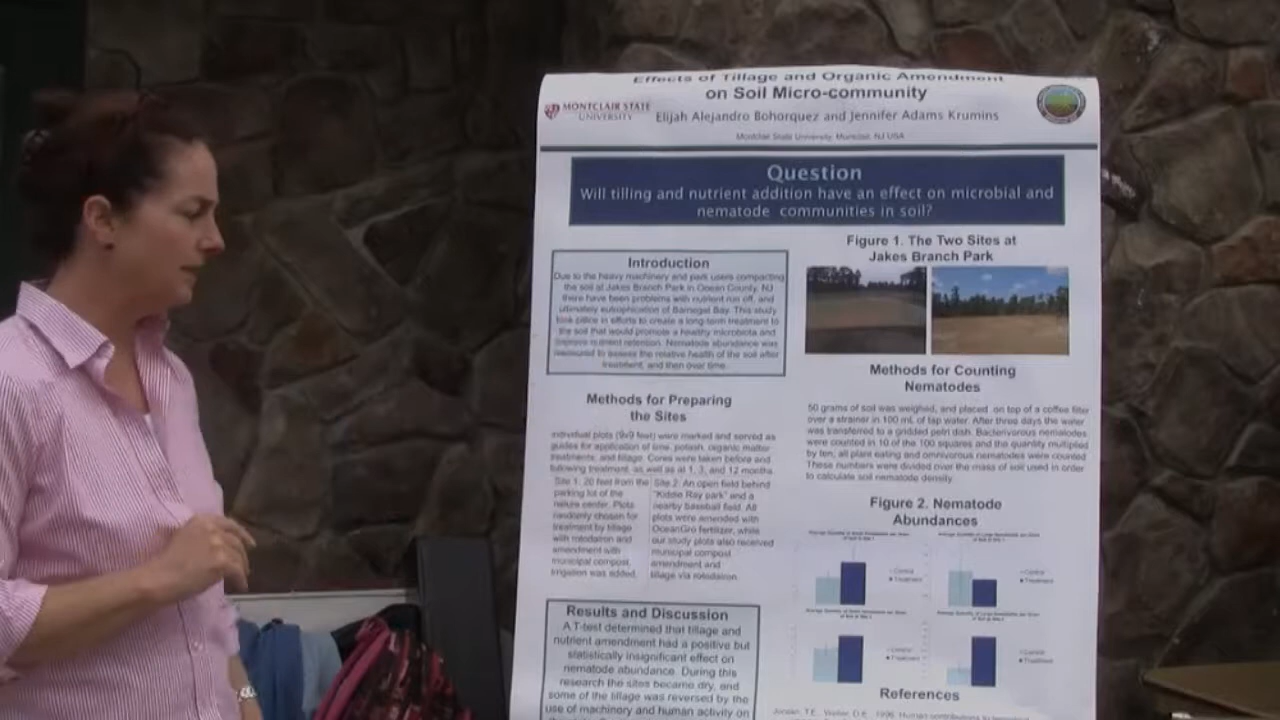 Effects of Tillage and Organic Amendment
on Soil Micro-community
MONTCLAIR STATE
UNIVERSITY
Elijah Alejandro Bohorquez and Jennifer Adams Krumins
Montclair State University, Montclair, NJ USA
Question
Will tilling and nutrient addition have an effect on microbial and
nematode communities in soil?
Introduction
Due to the heavy machinery and park users compacting
the soil at Jakes Branch Park in Ocean County, NJ
there have been problems with nutrient run off, and
ultimately eutrophication of Barnegat Bay. This study
took place in efforts to create a long-term treatment to
the soil that would promote a healthy microbiota and
improve nutrient retention. Nematode abundance was
measured to assess the relative health of the soil after
treatment, and then over time.
Methods for Preparing
the Sites
Individual plots (9x9 feet) were marked and served as
guides for application of lime, potash, organic matter
treatments, and tillage. Cores were taken before and
following treatment, as well as at 1, 3, and 12 months.
Site 1: 20 feet from the
parking lot of the
nature center. Plots
randomly chosen for
treatment by tillage
with rotodairon and
amendment with
municipal compost.
Irrigation was added.
Site 2: An open field behind
"Kiddie Ray park" and a
nearby baseball field. All
plots were amended with
OceanGro fertilizer, while
our study plots also received
municipal compost
amendment and
tillage via rotodairon.
Results and Discussion
A T-test determined that tillage and
nutrient amendment had a positive but
statistically insignificant effect on
nematode abundance. During this
research the sites became dry, and
some of the tillage was reversed by the
use of machinery and human activity on
Figure 1. The Two Sites at
Jakes Branch Park
Methods for Counting
Nematodes
50 grams of soil was weighed, and placed on top of a coffee filter
over a strainer in 100 mL of tap water. After three days the water
was transferred to a gridded petri dish. Bacterivorous nematodes
were counted in 10 of the 100 squares and the quantity multiplied
by ten, all plant eating and omnivorous nematodes were counted.
These numbers were divided over the mass of soil used in order
to calculate soil nematode density.
Figure 2. Nematode
Abundances
Control
Treatment
Control
Treatment
Control
Treatment
Control
Treatment
References